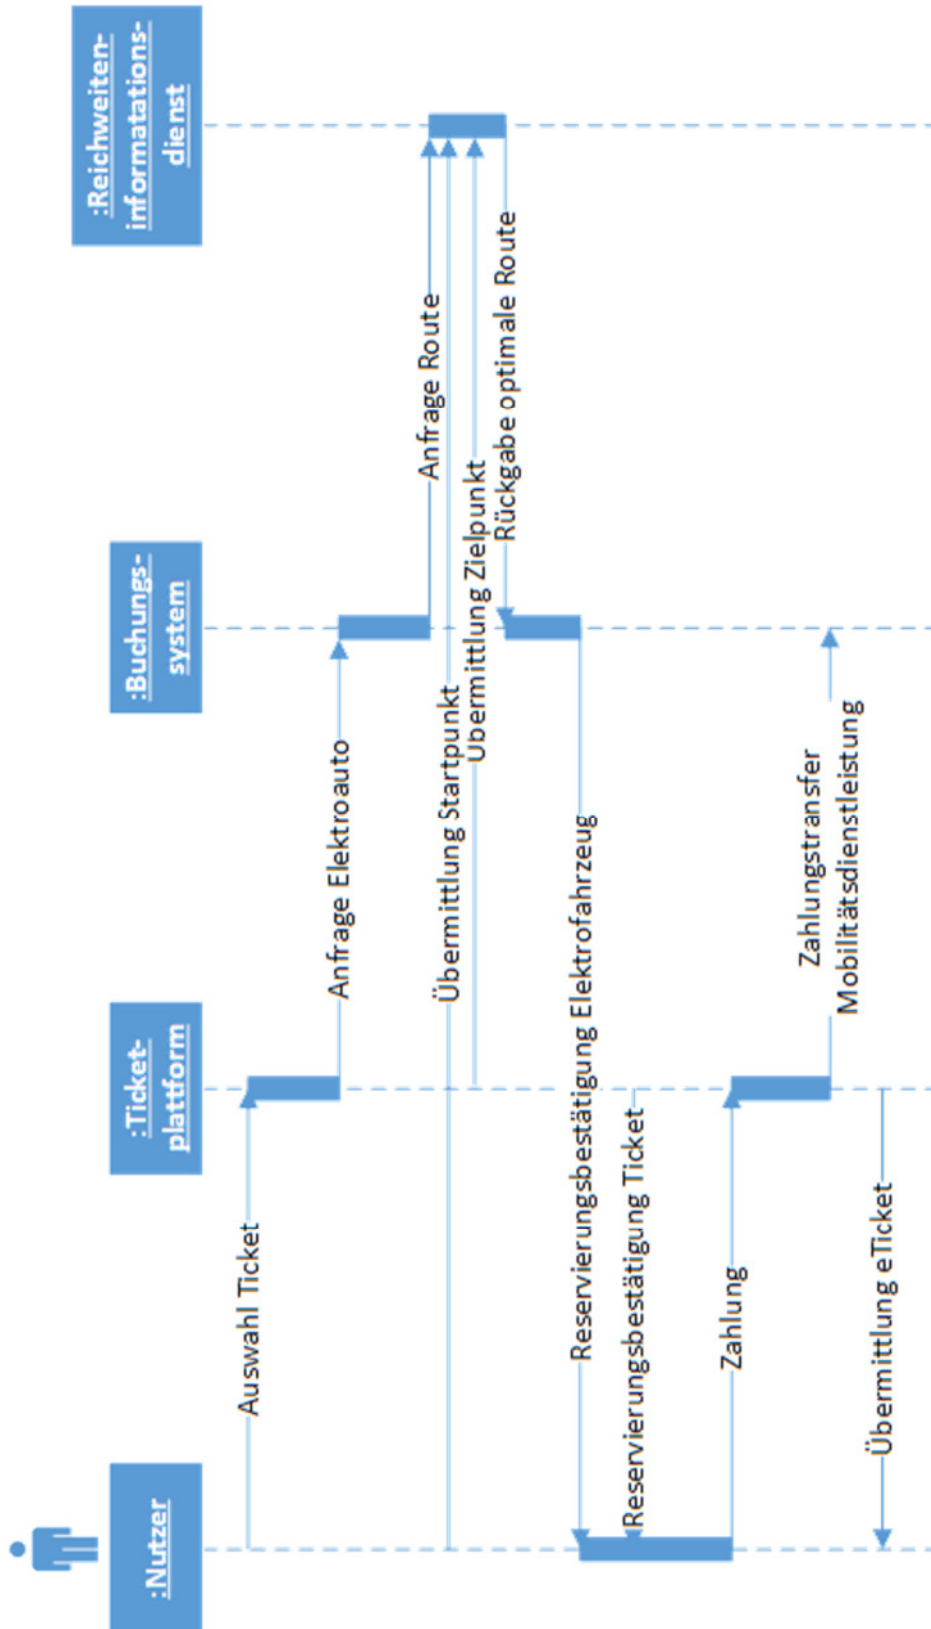 :Nutzer
:Ticket-
plattform
:Buchungs-
system
:Reichweiten-
informatations-
dienst
Auswahl Ticket
Anfrage Elektroauto
Anfrage Route
Übermittlung Startpunkt
Übermittlung Zielpunkt
Rückgabe optimale Route
Reservierungsbestätigung Elektrofahrzeug
Reservierungsbestätigung Ticket
Zahlung
Zahlungstransfer
Mobilitätsdienstleistung
Übermittlung eTicket